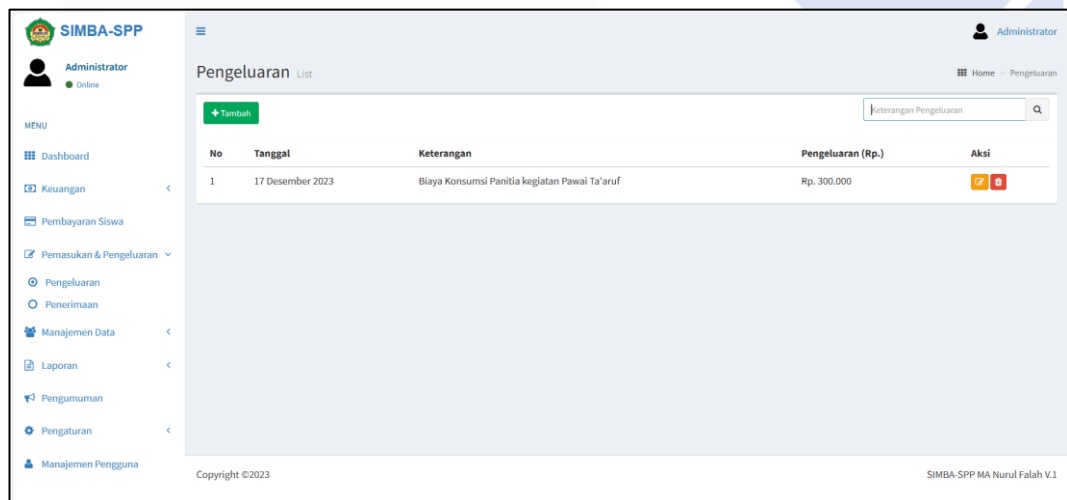 SIMBA-SPP
Administrator
Administrator
Online
Pengeluaran List
Home > Pengeluaran
+ Tambah
Keterangan Pengeluaran
MENU
Dashboard
Keuangan
Pembayaran Siswa
Pemasukan & Pengeluaran
Pengeluaran
Penerimaan
Manajemen Data
Laporan
Pengumuman
Pengaturan
Manajemen Pengguna
No Tanggal Keterangan Pengeluaran (Rp.) Aksi
1 17 Desember 2023 Biaya Konsumsi Panitia kegiatan Pawai Ta'aruf Rp. 300.000
Copyright ©2023
SIMBA-SPP MA Nurul Falah V.1